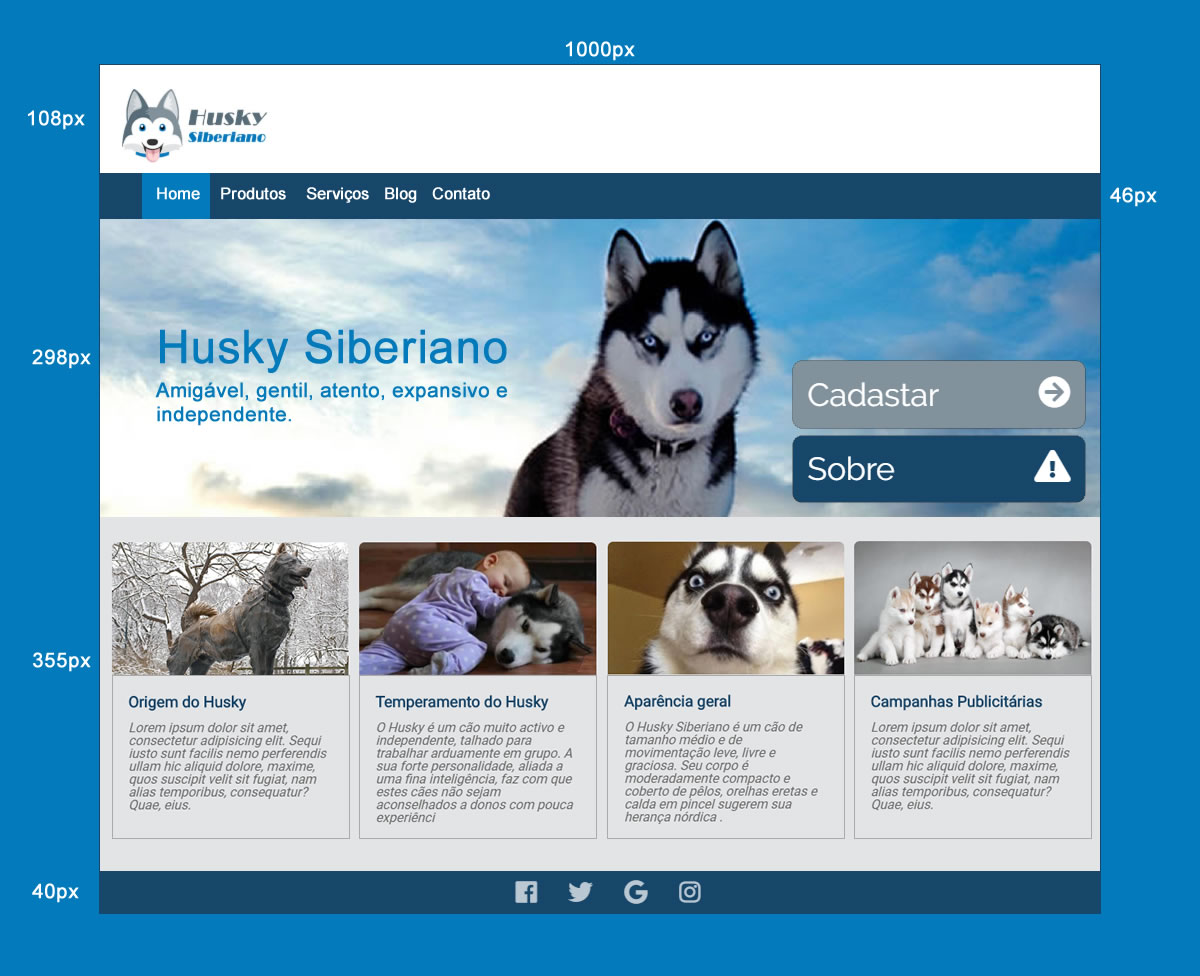 1000px
108px
Husky
Siberiano
Home Produtos Serviços Blog Contato
46px
298px
Husky Siberiano
Amigável, gentil, atento, expansivo e
independente.
Cadastar
Sobre
355px
Origem do Husky
Lorem ipsum dolor sit amet,
consectetur adipisicing elit. Sequi
iusto sunt facilis nemo perferendis
ullam hic aliquid dolore, maxime,
quos suscipit velit sit fugiat, nam
alias temporibus, consequatur?
Quae, eius.
Temperamento do Husky
O Husky é um cão muito activo e
independente, talhado para
trabalhar arduamente em grupo. A
sua forte personalidade, aliada a
uma fina inteligência, faz com que
estes cães não sejam
aconselhados a donos com pouca
experiênci
Aparência geral
O Husky Siberiano é um cão de
tamanho médio e de
movimentação leve, livre e
graciosa. Seu corpo é
moderadamente compacto e
coberto de pêlos, orelhas eretas e
calda em pincel sugerem sua
herança nórdica .
Campanhas Publicitárias
Lorem ipsum dolor sit amet,
consectetur adipisicing elit. Sequi
iusto sunt facilis nemo perferendis
ullam hic aliquid dolore, maxime,
quos suscipit velit sit fugiat, nam
alias temporibus, consequatur?
Quae, eius.
40px